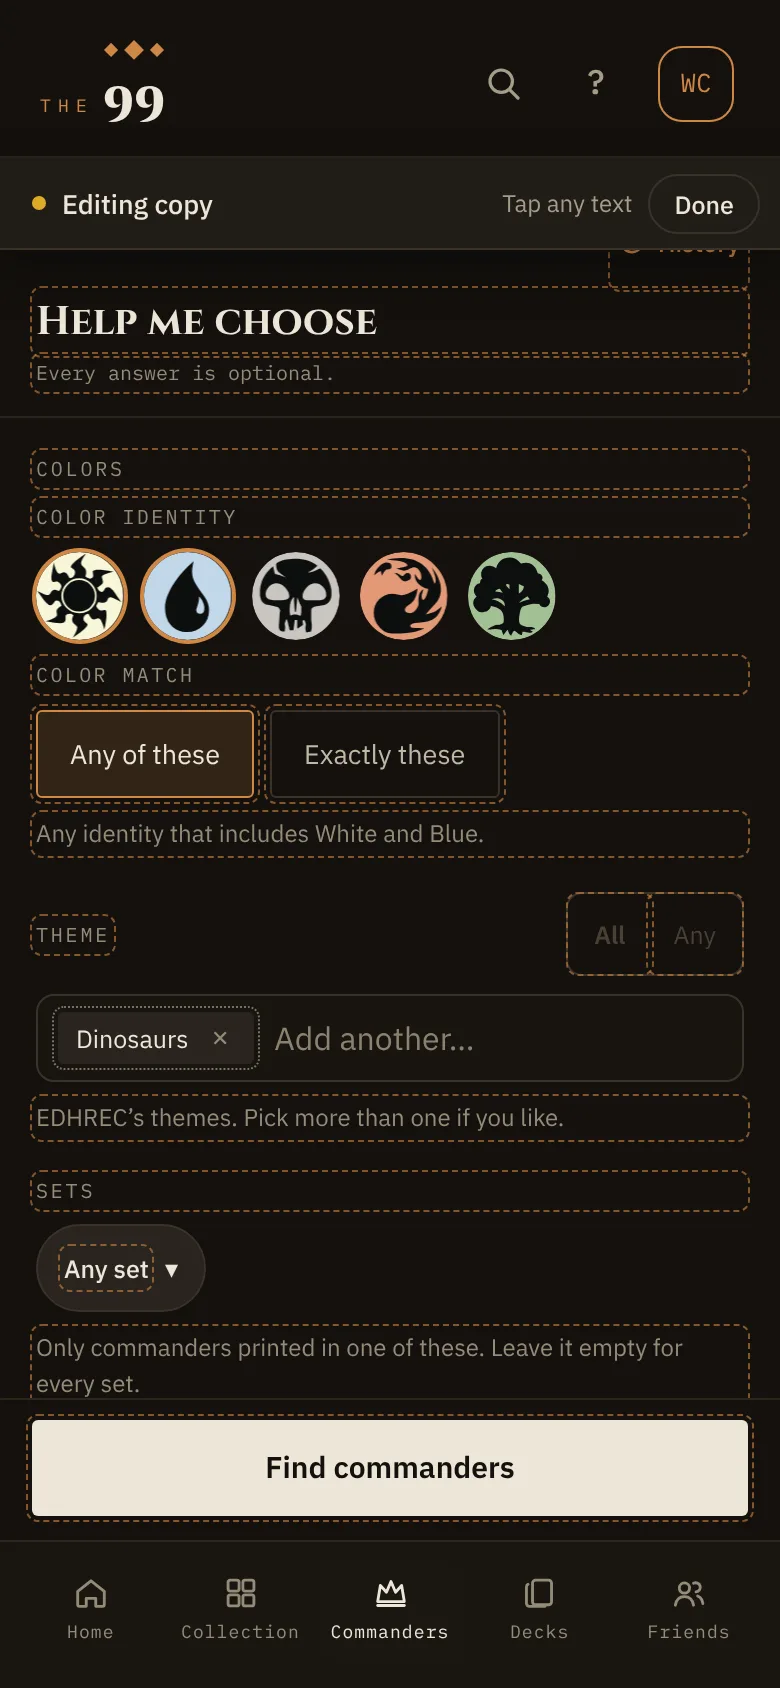 THE 99
?
WC
Editing copy
Tap any text
Done
History
HELP ME CHOOSE
Every answer is optional.
COLORS
COLOR IDENTITY
COLOR MATCH
Any of these
Exactly these
Any identity that includes White and Blue.
THEME
All
Any
Dinosaurs ×
Add another...
EDHREC’s themes. Pick more than one if you like.
SETS
Any set ▼
Only commanders printed in one of these. Leave it empty for
every set.
Find commanders
Home
Collection
Commanders
Decks
Friends